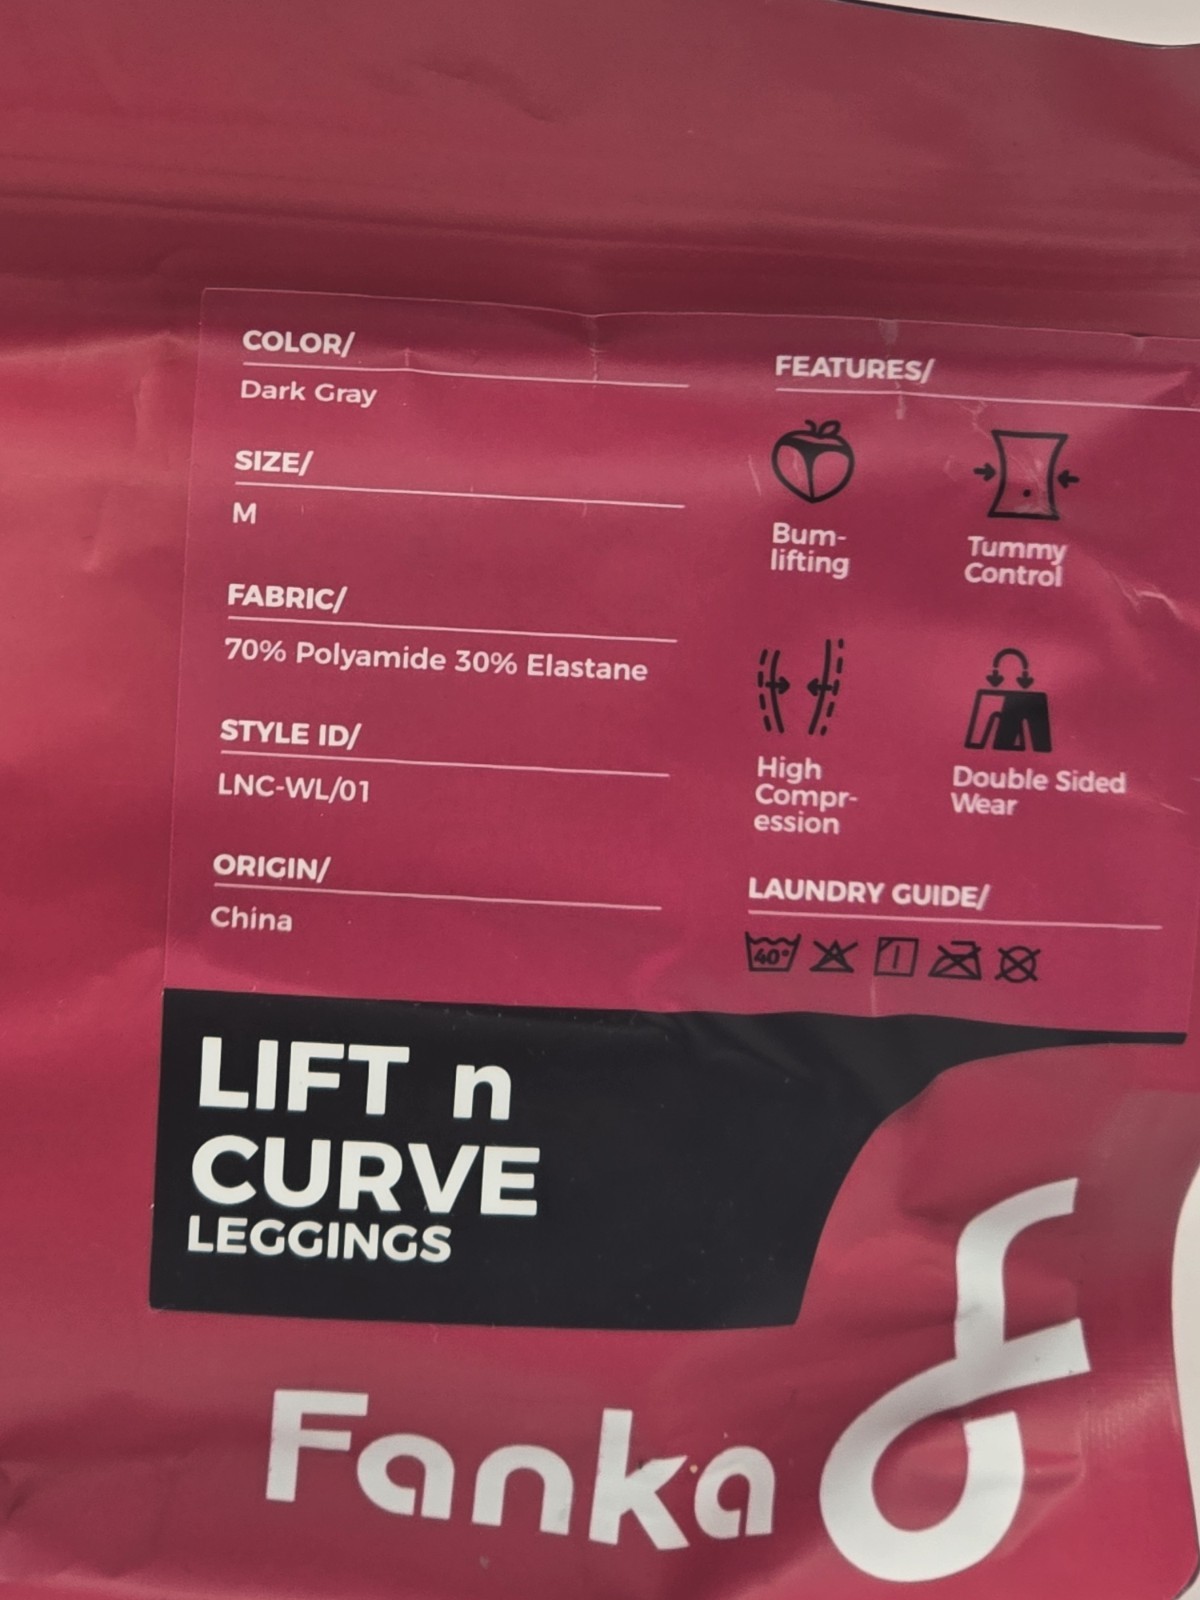 COLOR/
Dark Gray
SIZE/
M
FABRIC/
70% Polyamide 30% Elastane
STYLE ID/
LNC-WL/01
ORIGIN/
China
FEATURES/
Bum-
lifting
Tummy
Control
High
Compr-
ession
Double Sided
Wear
LAUNDRY GUIDE/
40°
LIFT n
CURVE
LEGGINGS
Fanka